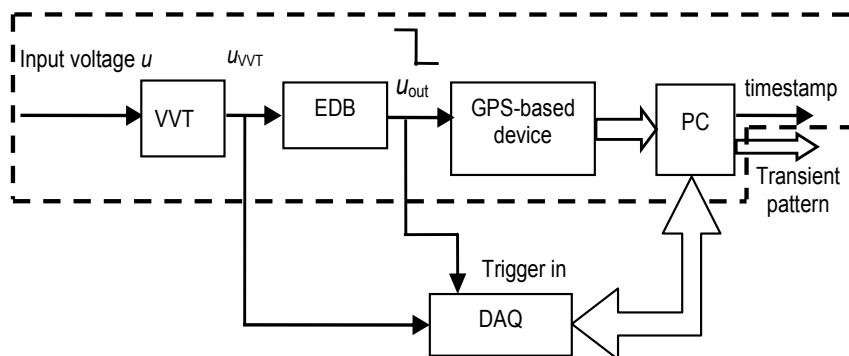 Input voltage u
uVVT
VVT
EDB
uout
GPS-based
device
PC
timestamp
Transient
pattern
Trigger in
DAQ